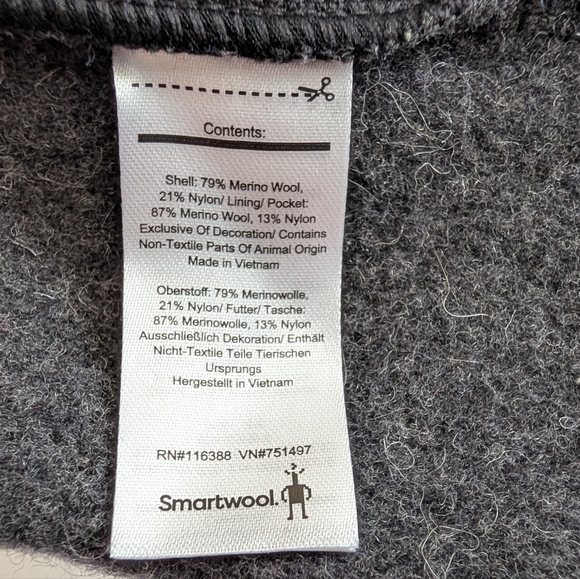 Contents:
Shell: 79% Merino Wool,
21% Nylon/ Lining/ Pocket:
87% Merino Wool, 13% Nylon
Exclusive Of Decoration/ Contains
Non-Textile Parts Of Animal Origin
Made in Vietnam
Oberstoff: 79% Merinowolle,
21% Nylon/ Futter/ Tasche:
87% Merinowolle, 13% Nylon
Ausschließlich Dekoration/ Enthält
Nicht-Textile Teile Tierischen
Ursprungs
Hergestellt in Vietnam
RN#116388 VN#751497
Smartwool.